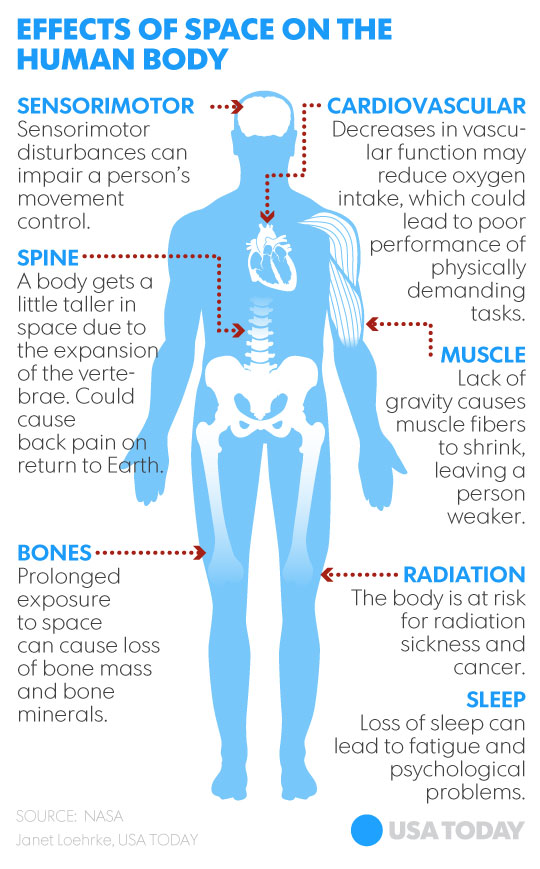 EFFECTS OF SPACE ON THE
HUMAN BODY
SENSORIMOTOR
Sensorimotor
disturbances can
impair a person’s
movement
control.
SPINE
A body gets a
little taller in
space due to
the expansion
of the verte-
brae. Could
cause
back pain on
return to Earth.
BONES
Prolonged
exposure
to space
can cause loss
of bone mass
and bone
minerals.
CARDIOVASCULAR
Decreases in vascu-
lar function may
reduce oxygen
intake, which could
lead to poor
performance of
physically
demanding
tasks.
MUSCLE
Lack of
gravity causes
muscle fibers
to shrink,
leaving a
person
weaker.
RADIATION
The body is at risk
for radiation
sickness and
cancer.
SLEEP
Loss of sleep can
lead to fatigue and
psychological
problems.
SOURCE: NASA
Janet Loehrke, USA TODAY
USA TODAY